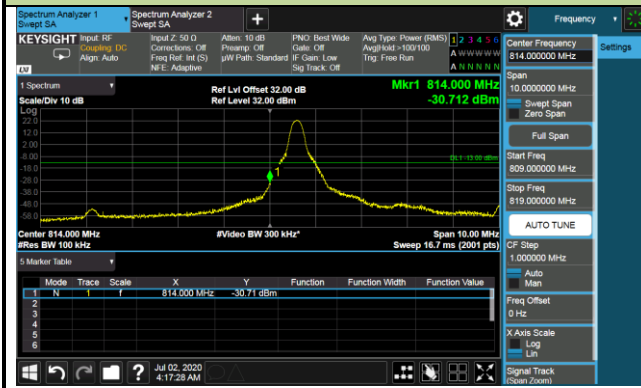 Spectrum Analyzer 1
Swept SA
Spectrum Analyzer 2
Swept SA
+
Frequency
KEYSIGHT
Input: RF
Coupling: DC
Align: Auto
Input Z: 50 Ω
Corrections: Off
Freq Ref: Int (S)
NFE: Adaptive
Atten: 10 dB
Preamp: Off
µW Path: Standard
PNO: Best Wide
Gate: Off
IF Gain: Low
Sig Track: Off
Avg Type: Power (RMS)
Avg|Hold:>100/100
Trig: Free Run
1 2 3 4 5 6
A W W W W W
A N N N N N
Center Frequency
814.000000 MHz
Settings
Span
10.0000000 MHz
Swept Span
Zero Span
Full Span
Start Freq
809.000000 MHz
Stop Freq
819.000000 MHz
AUTO TUNE
CF Step
1.000000 MHz
Auto
Man
Freq Offset
0 Hz
X Axis Scale
Log
Lin
Signal Track
(Span Zoom)
1 Spectrum
Scale/Div 10 dB
Log
Ref Lvl Offset 32.00 dB
Ref Level 32.00 dBm
Mkr1 814.000 MHz
-30.712 dBm
22.0
12.0
2.00
-8.00
-18.0
-28.0
-38.0
-48.0
-58.0
DL1 -13.00 dBm
1
Center 814.000 MHz
#Res BW 100 kHz
#Video BW 300 kHz*
Span 10.00 MHz
Sweep 16.7 ms (2001 pts)
5 Marker Table
Mode Trace Scale X Y Function Function Width Function Value
1 N 1 f 814.000 MHz -30.71 dBm
2
3
4
5
6
?
Jul 02, 2020
4:17:28 AM